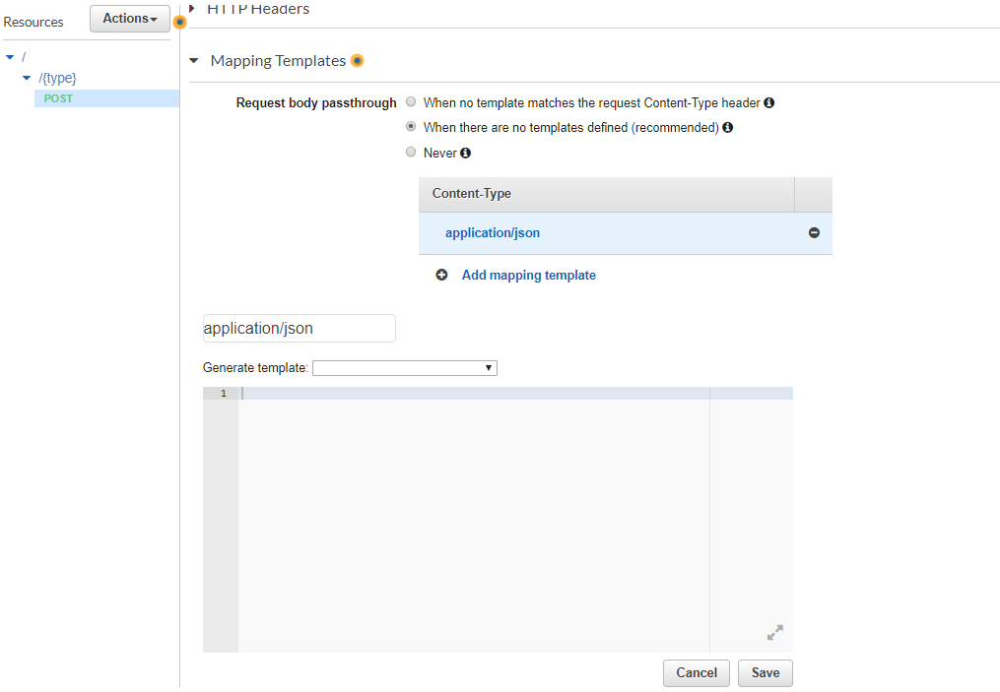 HTTP Headers
Resources
Actions
/
Mapping Templates
/{type}
POST
Request body passthrough
When no template matches the request Content-Type header
When there are no templates defined (recommended)
Never
Content-Type
application/json
Add mapping template
application/json
Generate template:
1
Cancel
Save